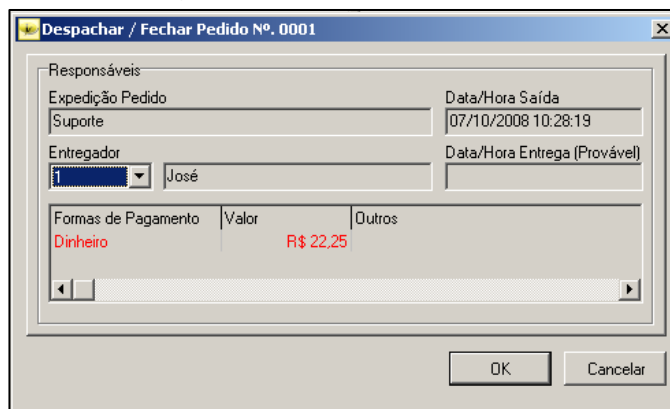 Despachar / Fechar Pedido Nº. 0001
Responsáveis
Expedição Pedido
Data/Hora Saída
Suporte
07/10/2008 10:28:19
Entregador
Data/Hora Entrega (Provável)
1
José
Formas de Pagamento Valor Outros
Dinheiro R$ 22,25
OK
Cancelar